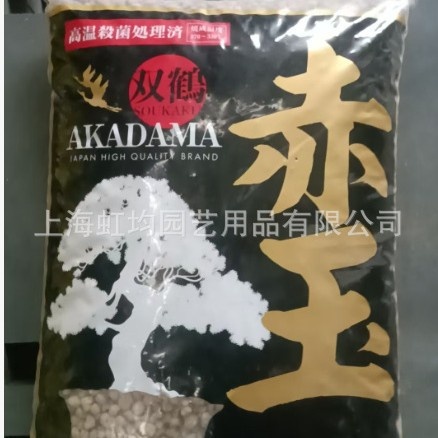 高温殺菌処理済
双鶴
SOUKAKU
AKADAMA
JAPAN HIGH QUALITY BRAND
赤玉
上海虹均园艺用品有限公司